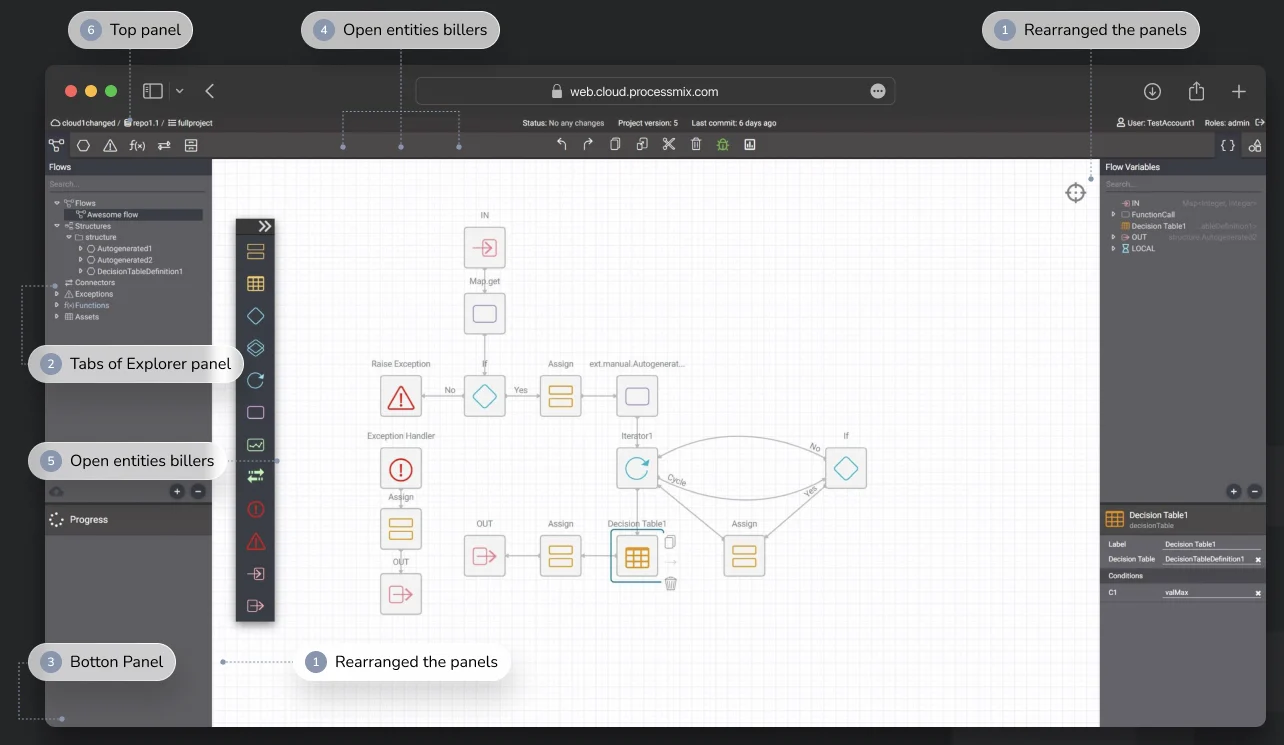 6 Top panel
4 Open entities billers
1 Rearranged the panels
web.cloud.processmix.com
cloud1changed / repo1.1 / fullproject
Status: No any changes Project version: 5 Last commit: 6 days ago
User: TestAccount1 Roles: admin
f(x)
{ }
Flows
Search...
Flows
Awesome flow
Structures
structure
Autogenerated1
Autogenerated2
DecisionTableDefinition1
Connectors
Exceptions
f(x) Functions
Assets
2 Tabs of Explorer panel
5 Open entities billers
Progress
3 Botton Panel
IN
Map.get
Raise Exception
If
Assign
ext.manual.Autogenerat...
No
Yes
Exception Handler
Iterator1
If
No
Cycle
Yes
Assign
OUT
Assign
Decision Table1
Assign
OUT
1 Rearranged the panels
Flow Variables
Search...
IN Map<Integer, Integer>
FunctionCall
Decision Table1
OUT structure.Autogenerated2
LOCAL
Decision Table1
decisionTable
Label Decision Table1
Decision Table DecisionTableDefinition1
Conditions
C1 valMax